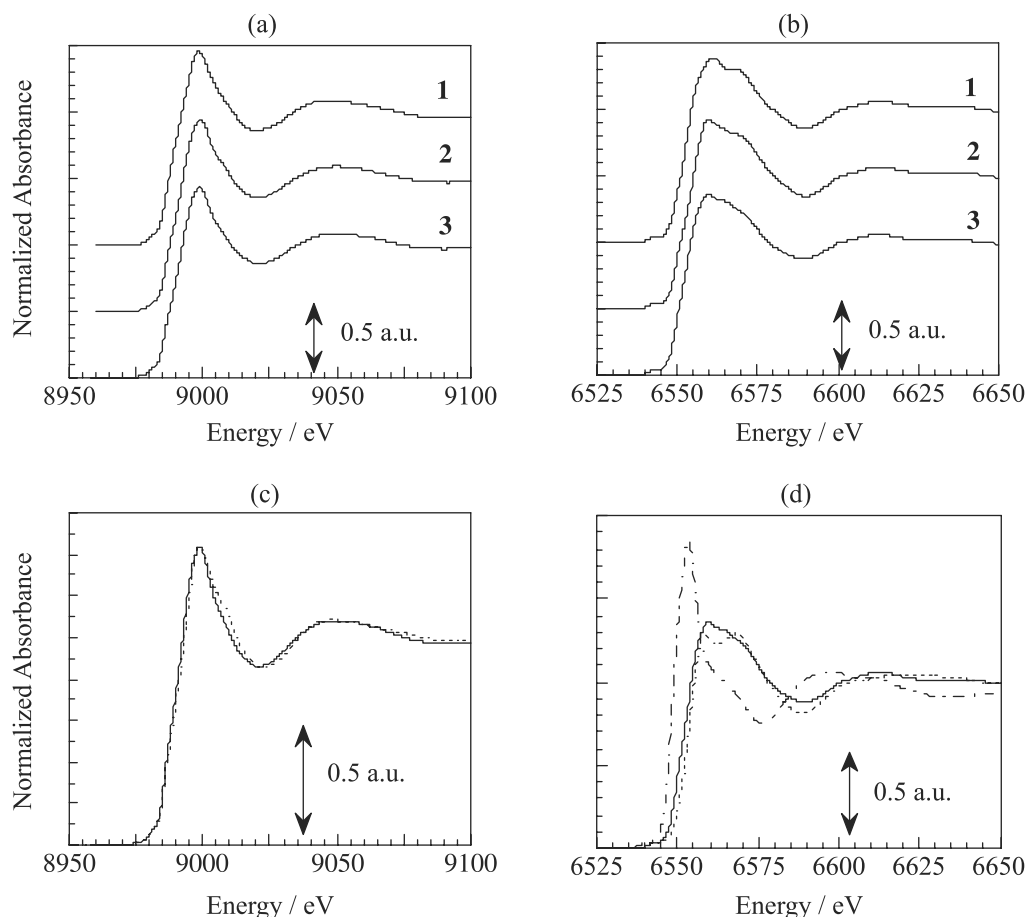 (a) (b)
Normalized Absorbance
1
2
3
0.5 a.u.
8950 9000 9050 9100
Energy / eV
1
2
3
0.5 a.u.
6525 6550 6575 6600 6625 6650
Energy / eV
(c) (d)
Normalized Absorbance
0.5 a.u.
8950 9000 9050 9100
Energy / eV
0.5 a.u.
6525 6550 6575 6600 6625 6650
Energy / eV